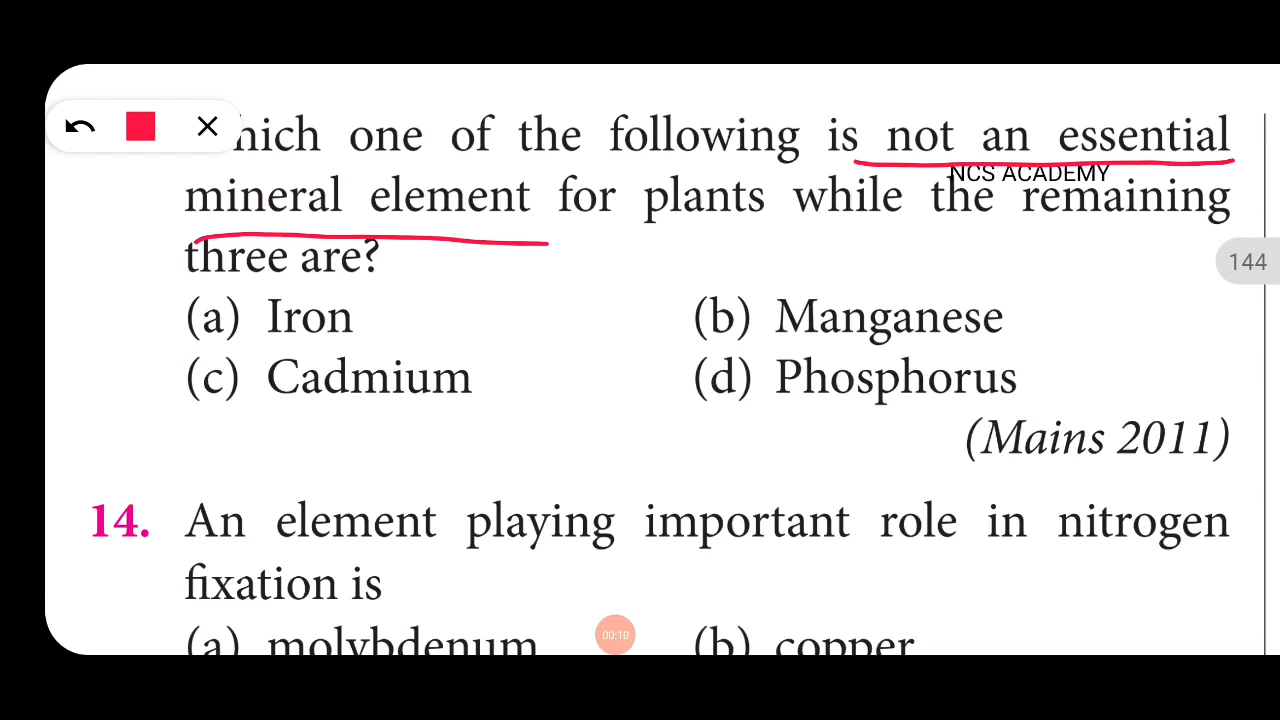 hich one of the following is not an essential
NCS ACADEMY
mineral element for plants while the remaining
three are?
144
(a) Iron (b) Manganese
(c) Cadmium (d) Phosphorus
(Mains 2011)
14. An element playing important role in nitrogen
fixation is
(a) molybdenum (b) copper
00:10